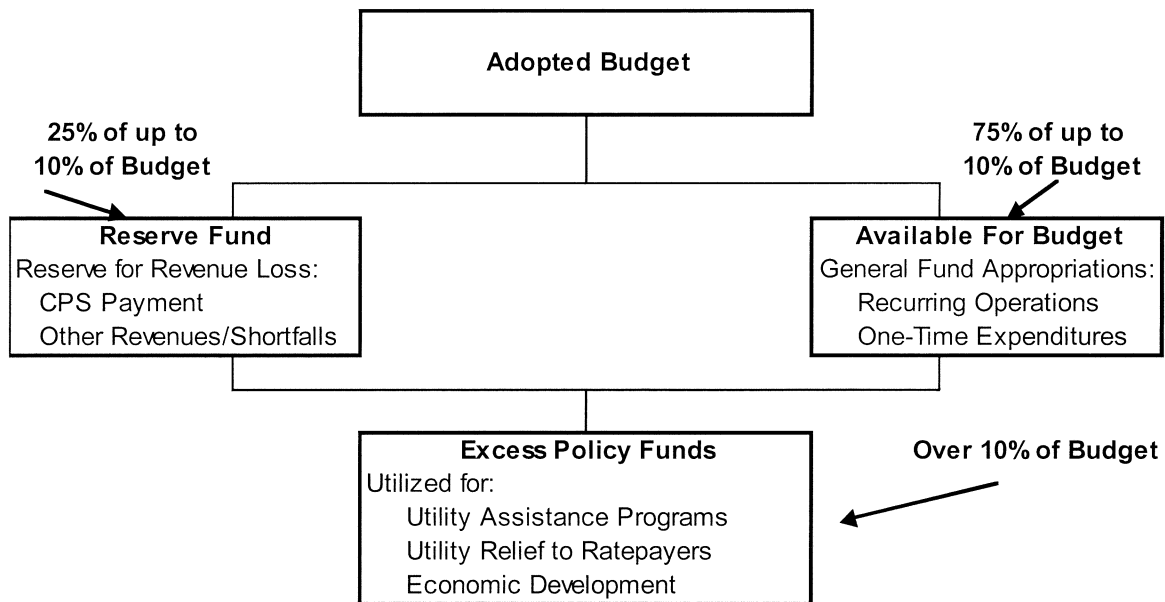 Adopted Budget
25% of up to
10% of Budget
75% of up to
10% of Budget
Reserve Fund
Reserve for Revenue Loss:
CPS Payment
Other Revenues/Shortfalls
Available For Budget
General Fund Appropriations:
Recurring Operations
One-Time Expenditures
Excess Policy Funds
Utilized for:
Utility Assistance Programs
Utility Relief to Ratepayers
Economic Development
Over 10% of Budget